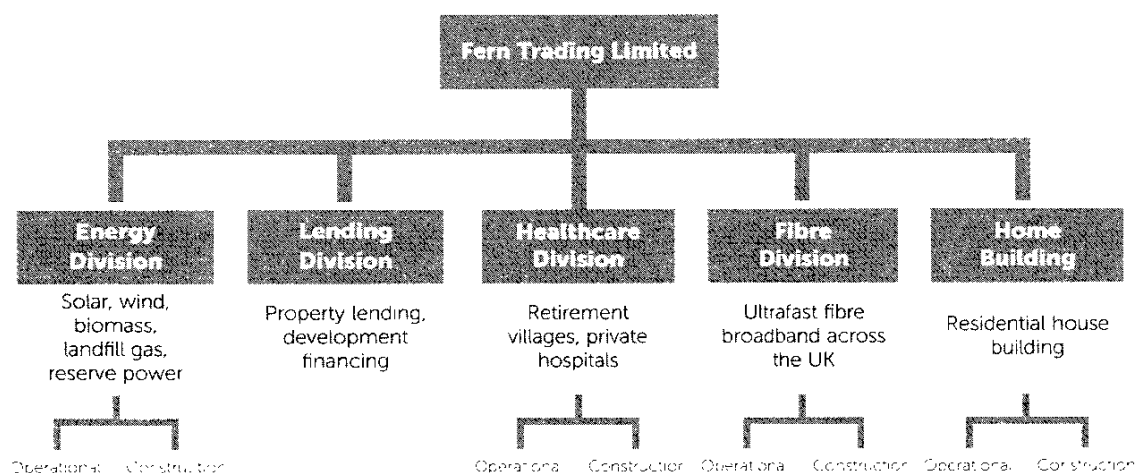 Fern Trading Limited
Energy
Division
Solar, wind,
biomass,
landfill gas,
reserve power
Lending
Division
Property lending,
development
financing
Healthcare
Division
Retirement
villages, private
hospitals
Fibre
Division
Ultrafast fibre
broadband across
the UK
Home
Building
Residential house
building
Operational Construction
Operational Construction
Operational Construction
Operational Construction